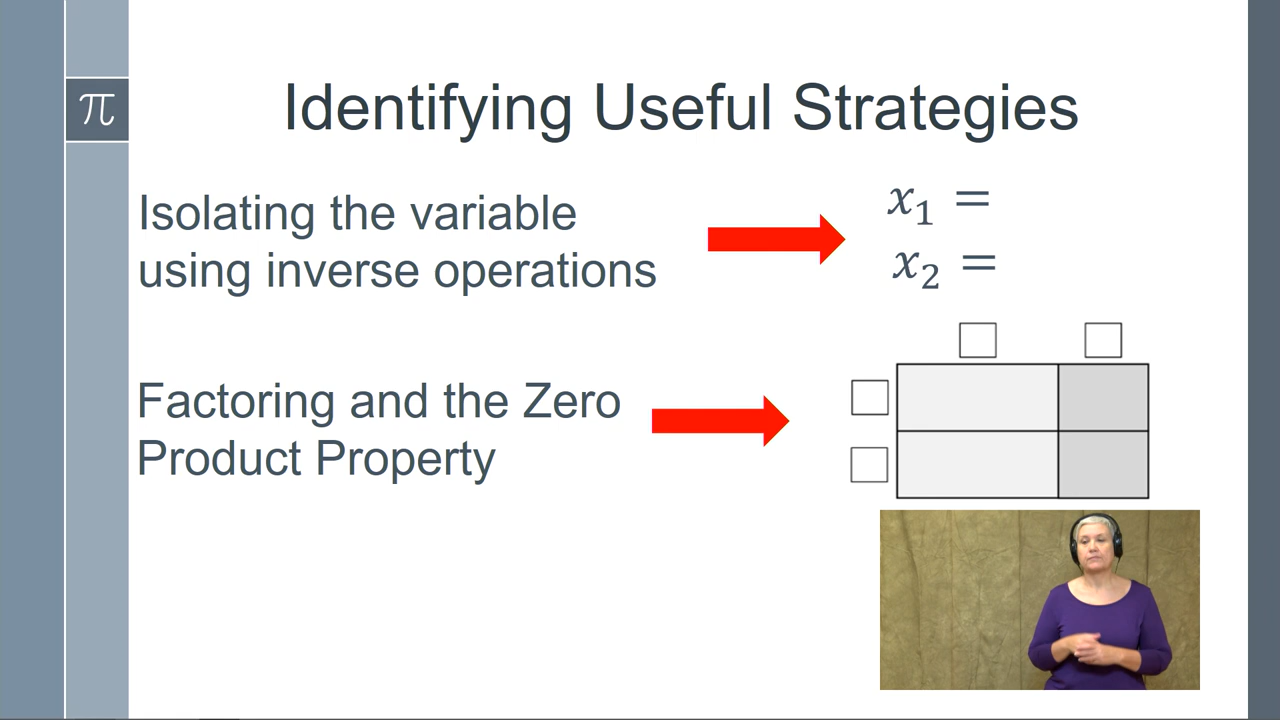 π
Identifying Useful Strategies
Isolating the variable
using inverse operations
x₁ =
x₂ =
Factoring and the Zero
Product Property